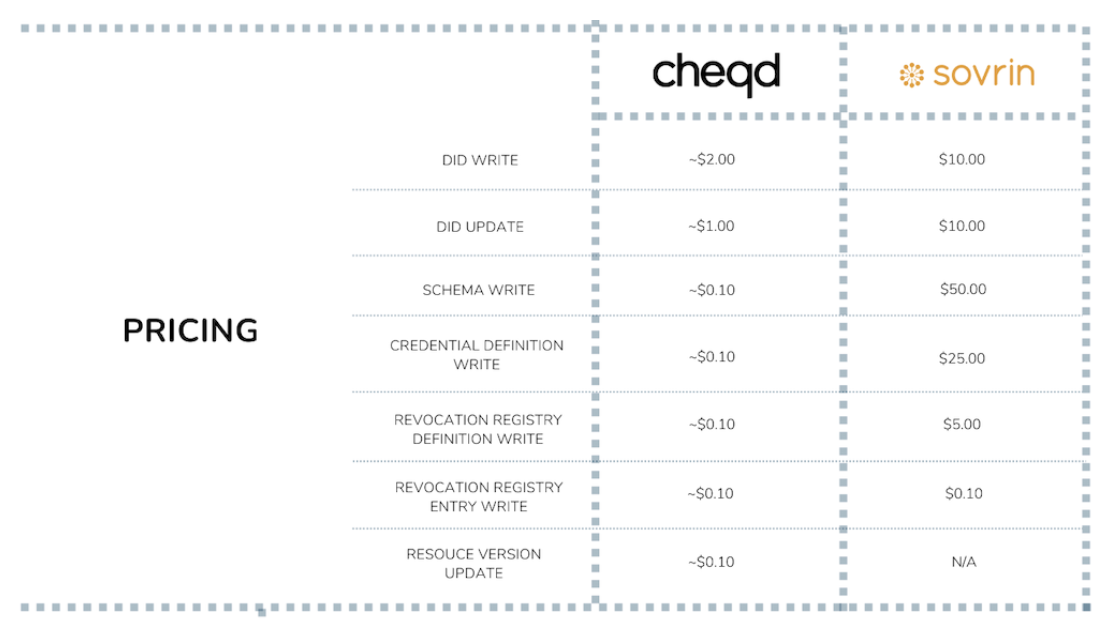 cheqd sovrin
DID WRITE ~$2.00 $10.00
DID UPDATE ~$1.00 $10.00
SCHEMA WRITE ~$0.10 $50.00
PRICING
CREDENTIAL DEFINITION
WRITE ~$0.10 $25.00
REVOCATION REGISTRY
DEFINITION WRITE ~$0.10 $5.00
REVOCATION REGISTRY
ENTRY WRITE ~$0.10 $0.10
RESOUCE VERSION
UPDATE ~$0.10 N/A